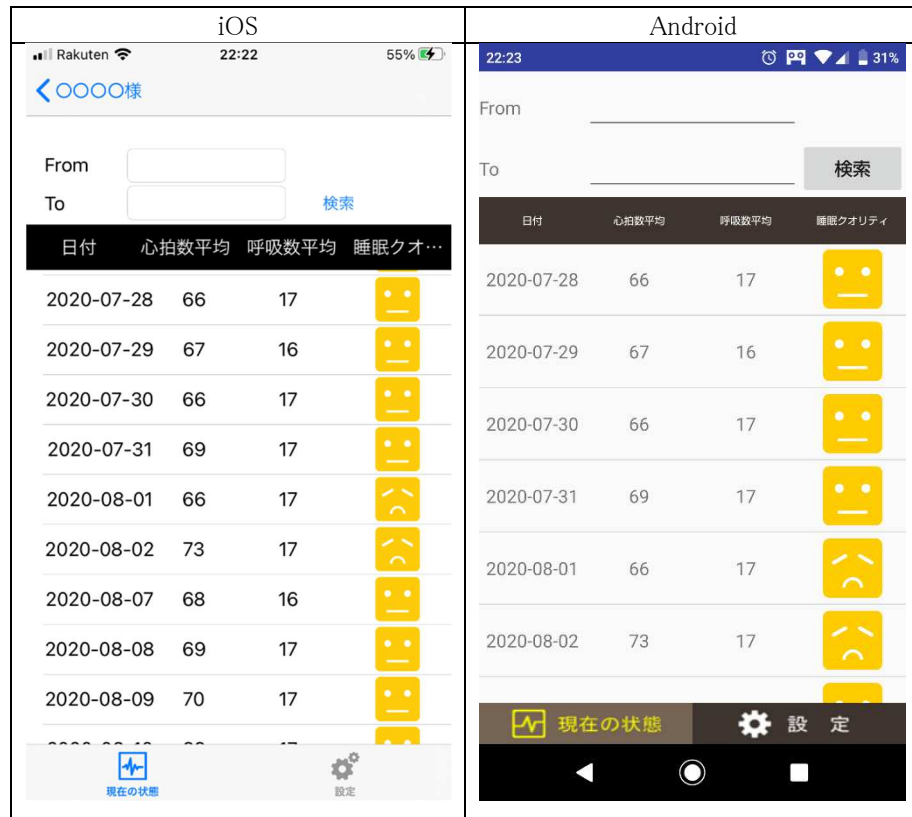 iOS
Rakuten 22:22 55%
〇〇〇〇様
From
To 検索
日付 心拍数平均 呼吸数平均 睡眠クオ…
2020-07-28 66 17
2020-07-29 67 16
2020-07-30 66 17
2020-07-31 69 17
2020-08-01 66 17
2020-08-02 73 17
2020-08-07 68 16
2020-08-08 69 17
2020-08-09 70 17
現在の状態 設定
Android
22:23 31%
From
To 検索
日付 心拍数平均 呼吸数平均 睡眠クオリティ
2020-07-28 66 17
2020-07-29 67 16
2020-07-30 66 17
2020-07-31 69 17
2020-08-01 66 17
2020-08-02 73 17
現在の状態 設 定